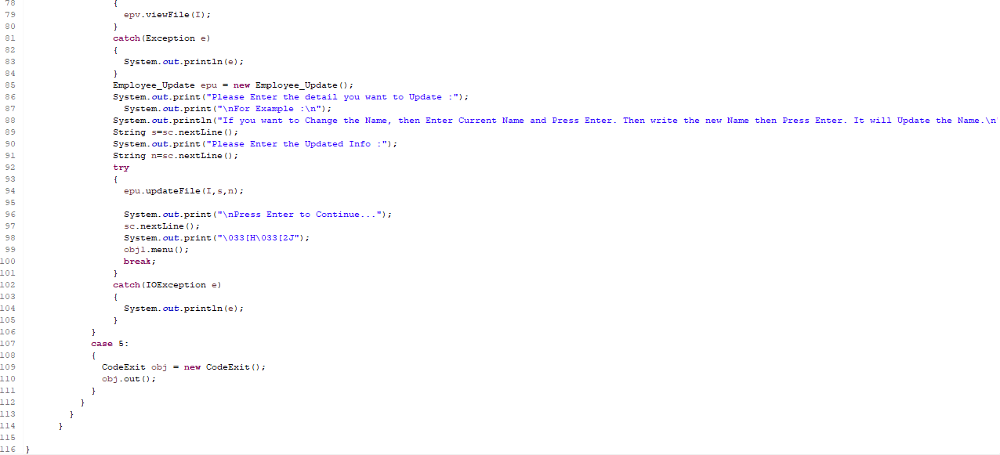 78 {
79 epv.viewFile(I);
80 }
81 catch(Exception e)
82 {
83 System.out.println(e);
84 }
85 Employee_Update epu = new Employee_Update();
86 System.out.print("Please Enter the detail you want to Update :");
87 System.out.print("\nFor Example :\n");
88 System.out.println("If you want to Change the Name, then Enter Current Name and Press Enter. Then write the new Name then Press Enter. It will Update the Name.\n"
89 String s=sc.nextLine();
90 System.out.print("Please Enter the Updated Info :");
91 String n=sc.nextLine();
92 try
93 {
94 epu.updateFile(I,s,n);
95
96 System.out.print("\nPress Enter to Continue...");
97 sc.nextLine();
98 System.out.print("\033[H\033[2J");
99 obj1.menu();
100 break;
101 }
102 catch(IOException e)
103 {
104 System.out.println(e);
105 }
106 }
107 case 5:
108 {
109 CodeExit obj = new CodeExit();
110 obj.out();
111 }
112 }
113 }
114 }
115
116 }